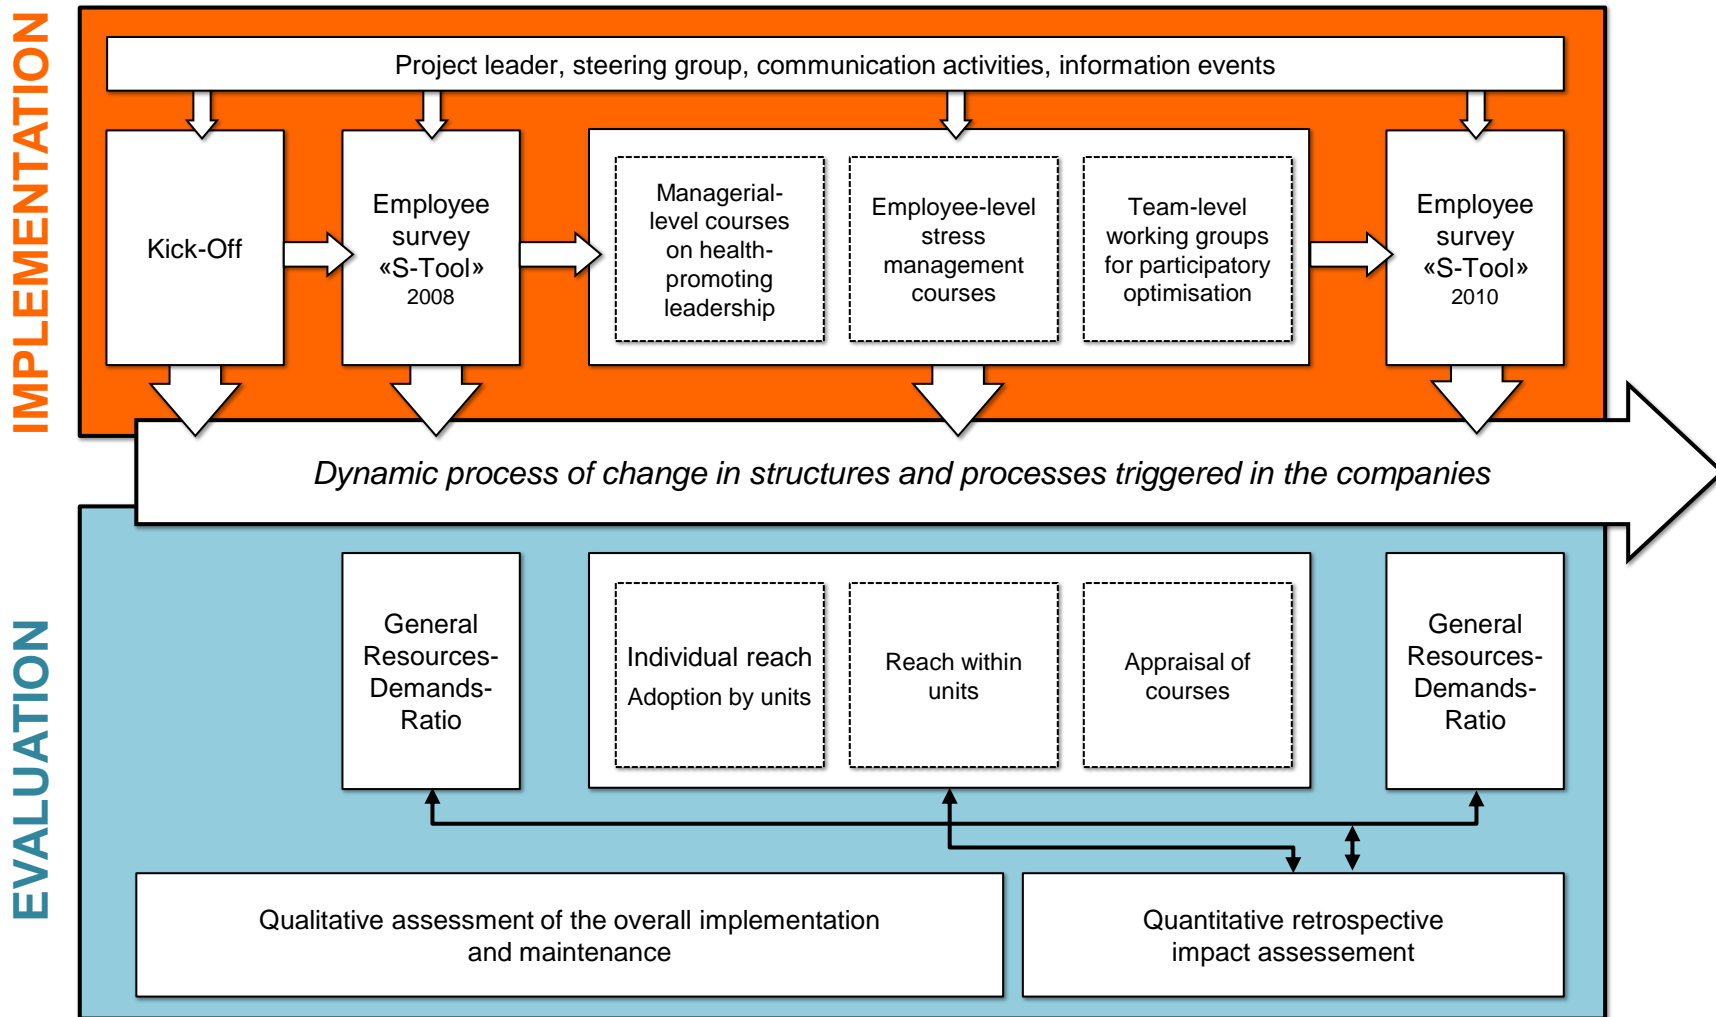 IMPLEMENTATION
Project leader, steering group, communication activities, information events
Kick-Off
Employee
survey
«S-Tool»
2008
Managerial-
level courses
on health-
promoting
leadership
Employee-level
stress
management
courses
Team-level
working groups
for participatory
optimisation
Employee
survey
«S-Tool»
2010
Dynamic process of change in structures and processes triggered in the companies
EVALUATION
General
Resources-
Demands-
Ratio
Individual reach
Adoption by units
Reach within
units
Appraisal of
courses
General
Resources-
Demands-
Ratio
Qualitative assessment of the overall implementation
and maintenance
Quantitative retrospective
impact assessement